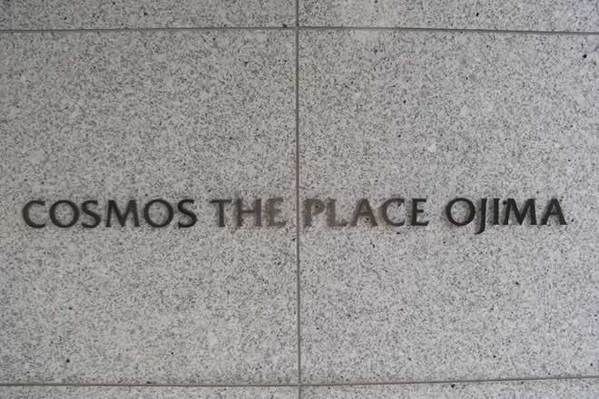 COSMOS THE PLACE OJIMA